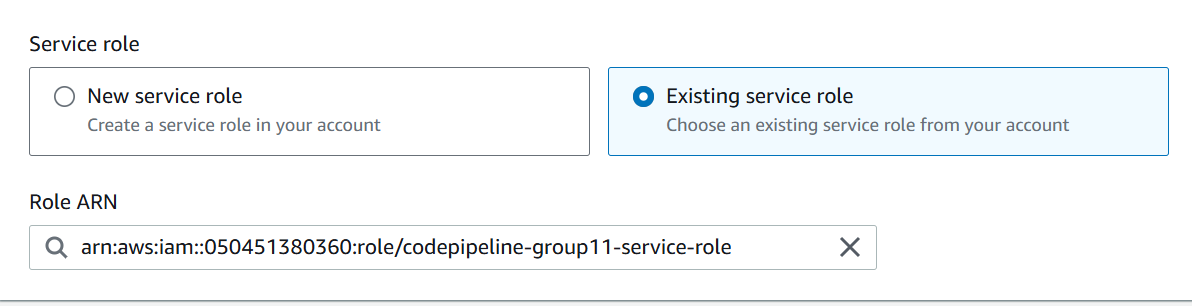 Service role
New service role
Create a service role in your account
Existing service role
Choose an existing service role from your account
Role ARN
arn:aws:iam::050451380360:role/codepipeline-group11-service-role